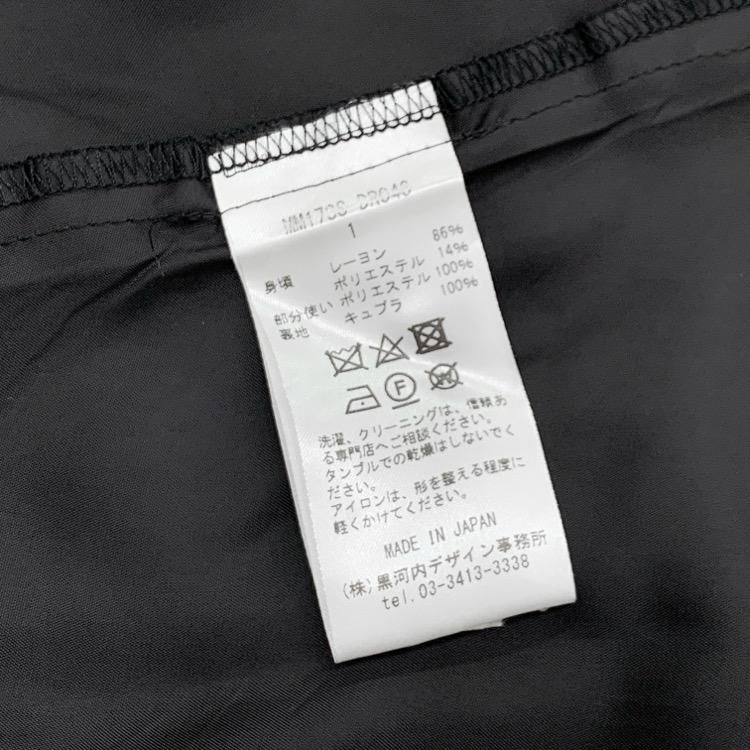 MM17CS-DR043
1
身頃 レーヨン 86%
ポリエステル 14%
部分使い ポリエステル 100%
裏地 キュプラ 100%
F
W
洗濯、クリーニングは、信頼あ
る専門店へご相談ください。
タンブルでの乾燥はしないでく
ださい。
アイロンは、形を整える程度に
軽くかけてください。
MADE IN JAPAN
(株)黒河内デザイン事務所
tel.03-3413-3338